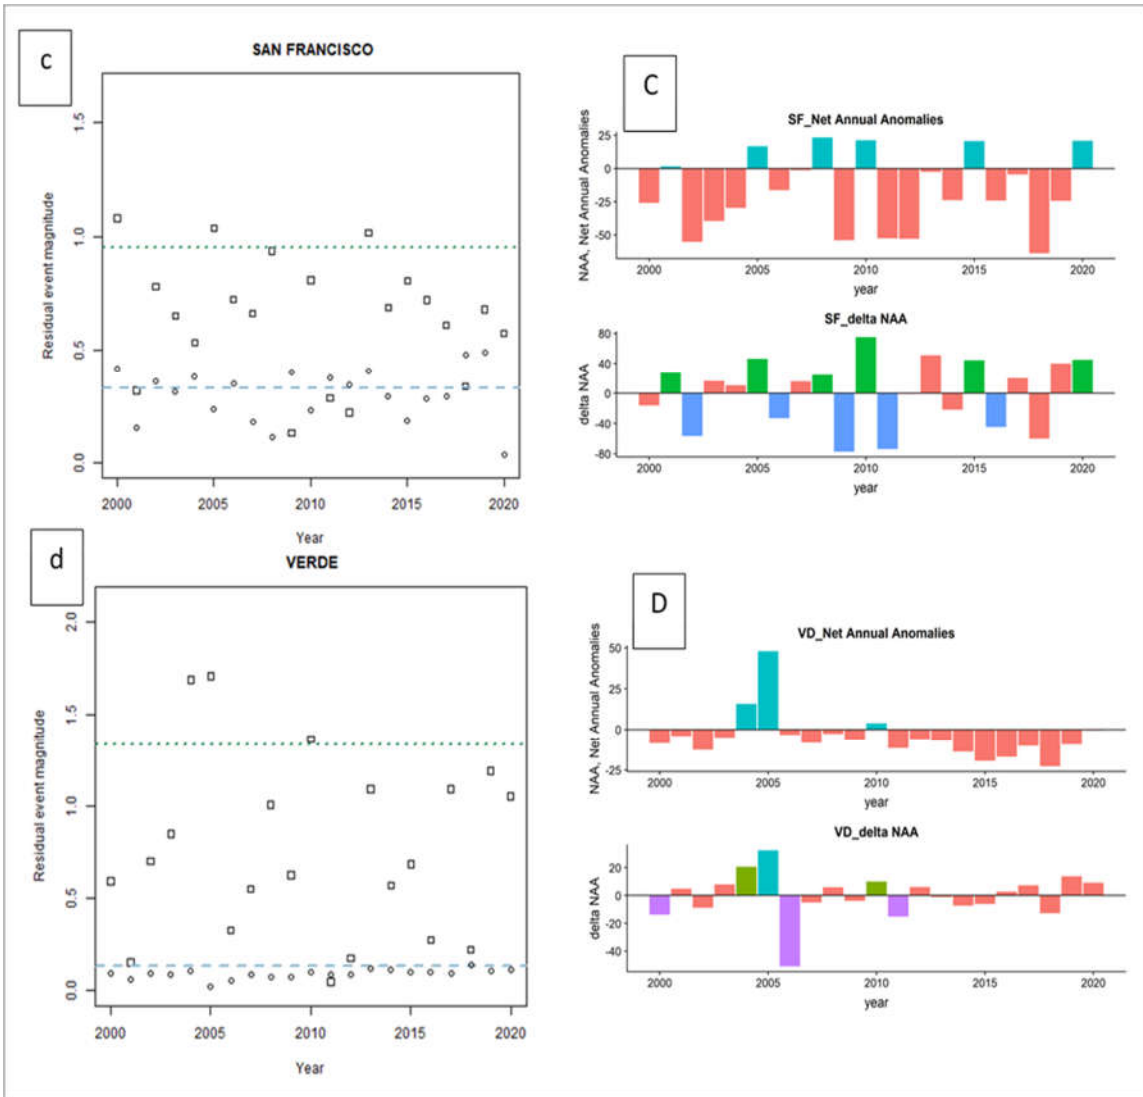 c
SAN FRANCISCO
Residual event magnitude
1.5
1.0
0.5
0.0
2000 2005 2010 2015 2020
Year
C
SF_Net Annual Anomalies
NAA, Net Annual Anomalies
25
0
-25
-50
2000 2005 2010 2015 2020
year
SF_delta NAA
delta NAA
80
40
0
-40
-80
2000 2005 2010 2015 2020
year
d
VERDE
Residual event magnitude
2.0
1.5
1.0
0.5
0.0
2000 2005 2010 2015 2020
Year
D
VD_Net Annual Anomalies
NAA, Net Annual Anomalies
50
25
0
-25
2000 2005 2010 2015 2020
year
VD_delta NAA
delta NAA
20
0
-20
-40
2000 2005 2010 2015 2020
year